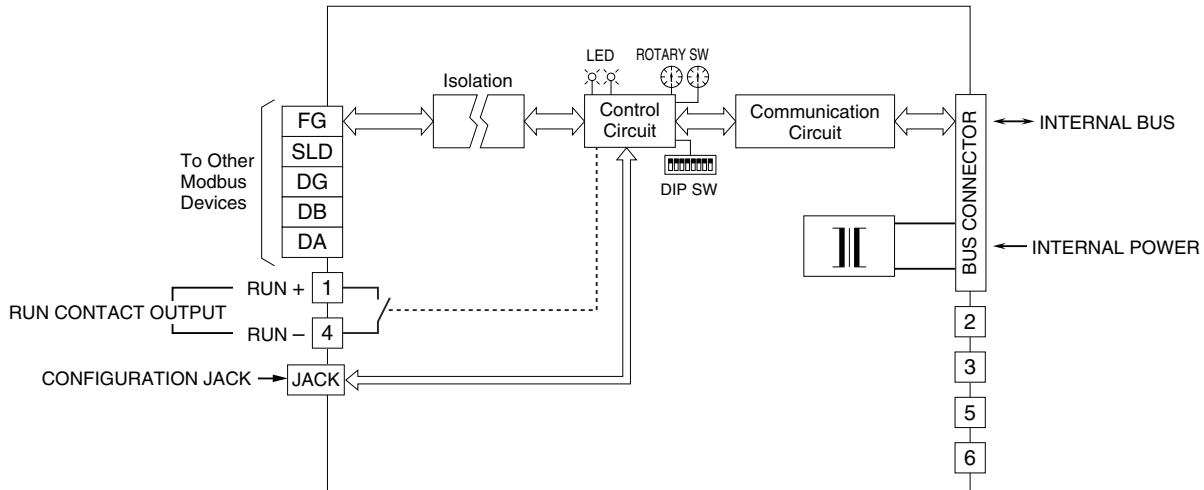 LED
ROTARY SW
Isolation
Control
Circuit
Communication
Circuit
DIP SW
To Other
Modbus
Devices
FG
SLD
DG
DB
DA
RUN CONTACT OUTPUT
RUN +
1
RUN –
4
CONFIGURATION JACK
JACK
BUS CONNECTOR
INTERNAL BUS
INTERNAL POWER
2
3
5
6